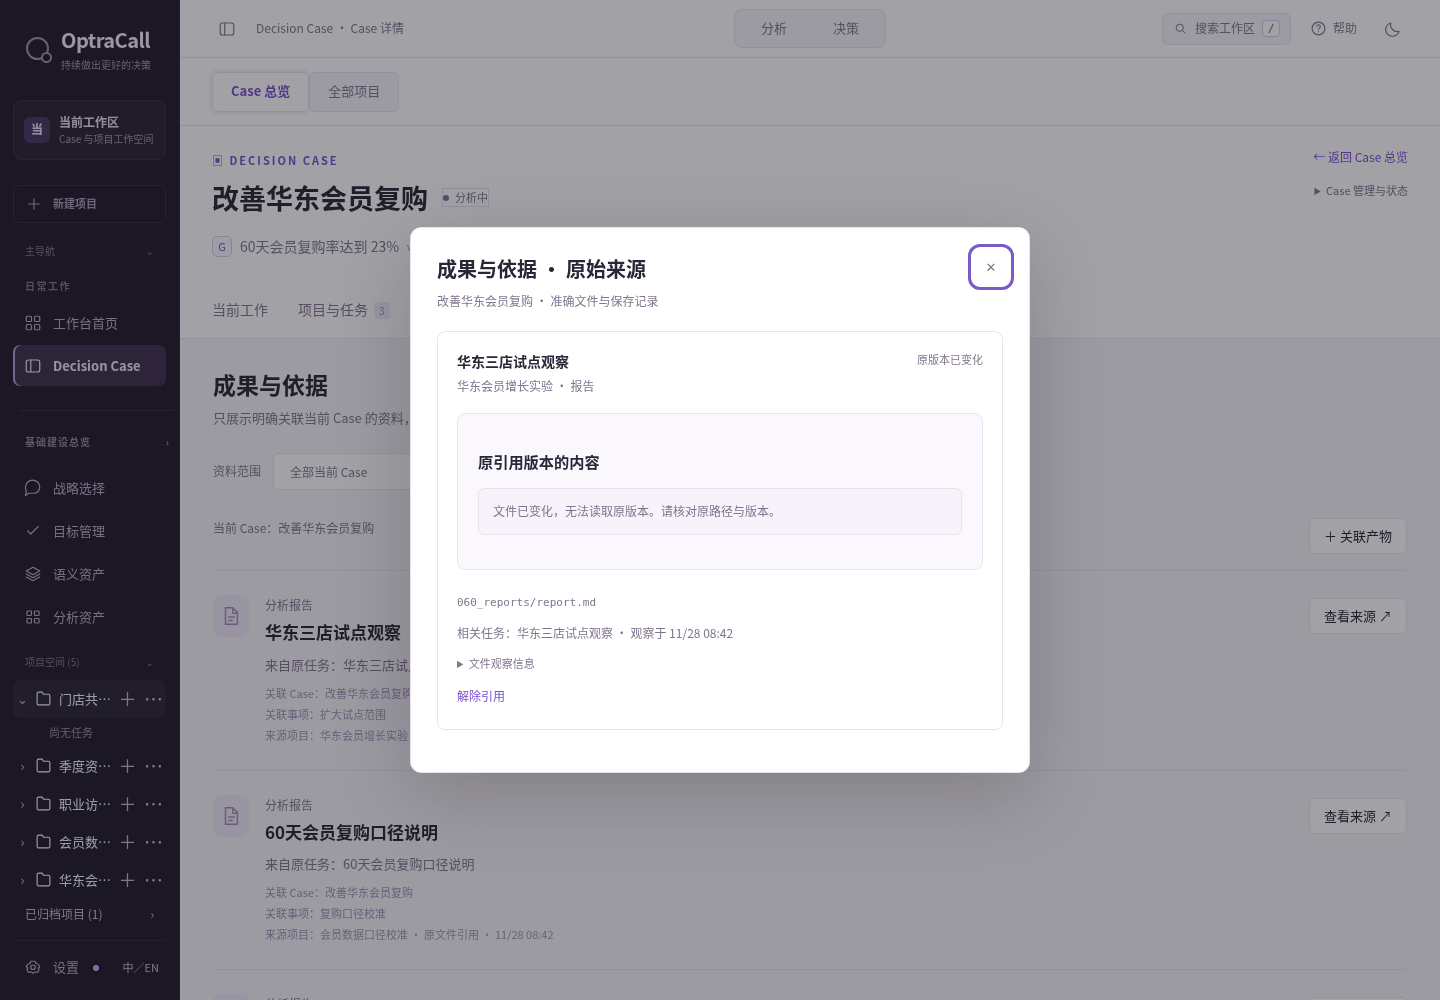 OptraCall
持续做出更好的决策
当
当前工作区
Case 与项目工作空间
新建项目
主导航
日常工作
工作台首页
Decision Case
基础建设总览
战略选择
目标管理
语义资产
分析资产
项目空间 (5)
门店共…
尚无任务
季度资…
职业访…
会员数…
华东会…
已归档项目 (1)
设置
中／EN
Decision Case · Case 详情
分析
决策
搜索工作区 /
帮助
Case 总览
全部项目
DECISION CASE
改善华东会员复购
分析中
← 返回 Case 总览
▶ Case 管理与状态
G 60天会员复购率达到 23%
当前工作
项目与任务 3
成果与依据
只展示明确关联当前 Case 的资料,
资料范围
全部当前 Case
当前 Case：改善华东会员复购
＋ 关联产物
分析报告
华东三店试点观察
来自原任务：华东三店试
关联 Case：改善华东会员复购
关联事项：扩大试点范围
来源项目：华东会员增长实验
查看来源 ↗
分析报告
60天会员复购口径说明
来自原任务：60天会员复购口径说明
关联 Case：改善华东会员复购
关联事项：复购口径校准
来源项目：会员数据口径校准 · 原文件引用 · 11/28 08:42
查看来源 ↗
成果与依据 · 原始来源
×
改善华东会员复购 · 准确文件与保存记录
华东三店试点观察
原版本已变化
华东会员增长实验 · 报告
原引用版本的内容
文件已变化，无法读取原版本。请核对原路径与版本。
060_reports/report.md
相关任务：华东三店试点观察 · 观察于 11/28 08:42
▶ 文件观察信息
解除引用